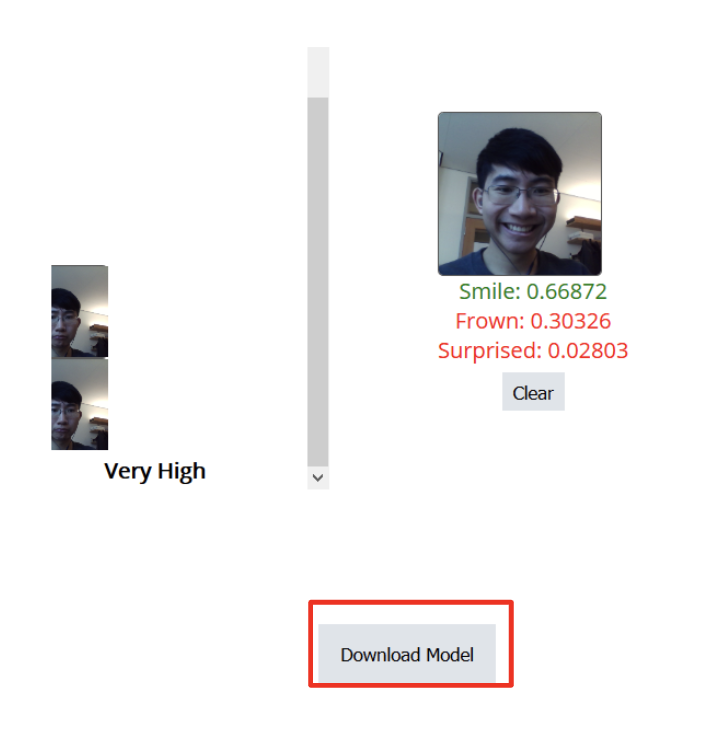 Smile: 0.66872
Frown: 0.30326
Surprised: 0.02803
Clear
Very High
Download Model